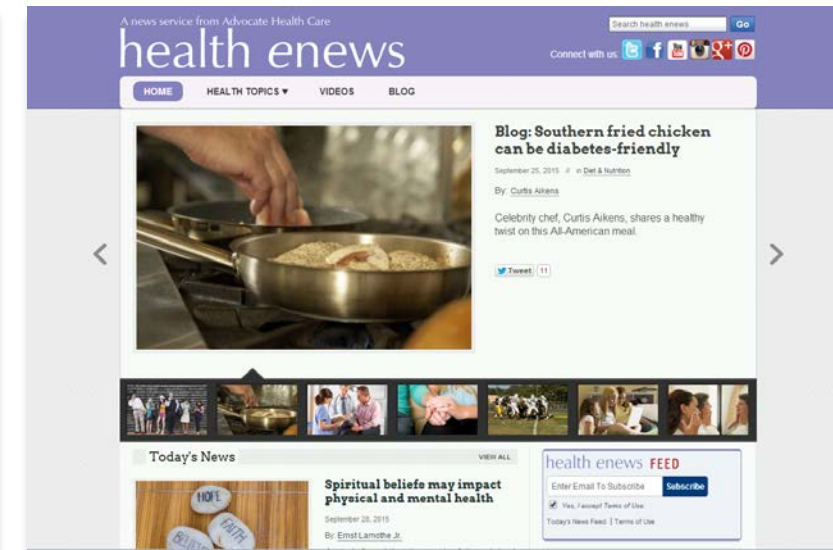 A news service from Advocate Health Care
health enews
Search health enews
Go
Connect with us:
HOME
HEALTH TOPICS ▾
VIDEOS
BLOG
Blog: Southern fried chicken
can be diabetes-friendly
September 25, 2015 // in Diet & Nutrition
By: Curtis Aikens
Celebrity chef, Curtis Aikens, shares a healthy
twist on this All-American meal.
Tweet
11
Today's News
VIEW ALL
HOPE
FAITH
BELIEVE
Spiritual beliefs may impact
physical and mental health
September 28, 2015
By: Ernst Lamothe Jr.
health enews FEED
Enter Email To Subscribe
Subscribe
Yes, I accept Terms of Use
Today's News Feed | Terms of Use